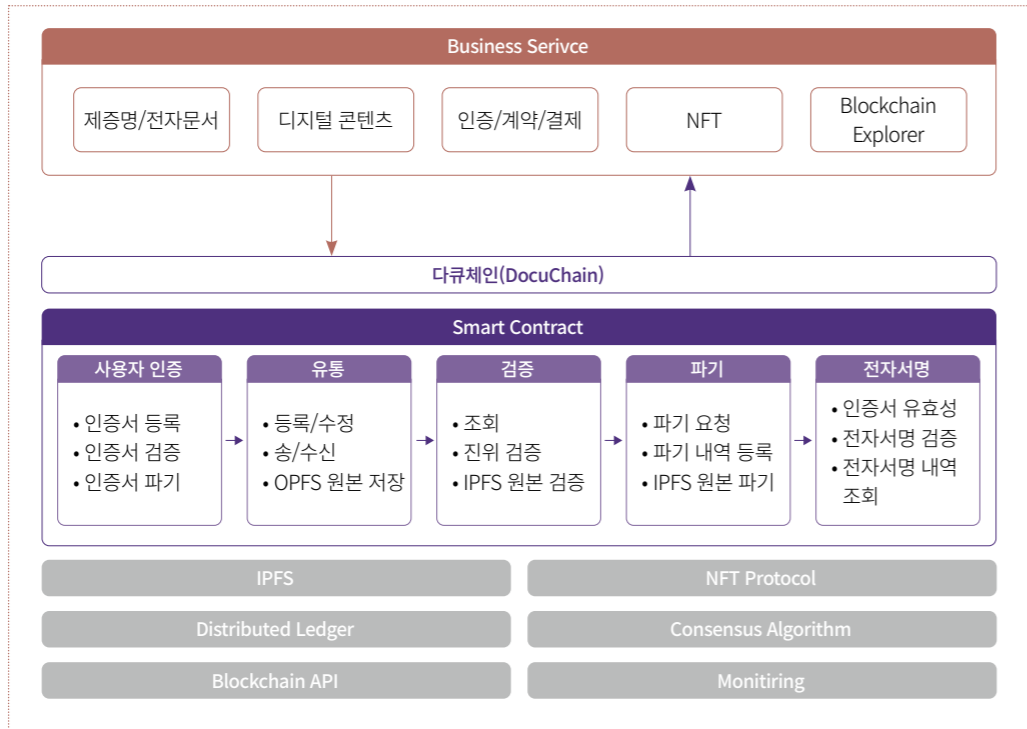 Business Serivce
제증명/전자문서
디지털 콘텐츠
인증/계약/결제
NFT
Blockchain
Explorer
다큐체인(DocuChain)
Smart Contract
사용자 인증
• 인증서 등록
• 인증서 검증
• 인증서 파기
유통
• 등록/수정
• 송/수신
• OPFS 원본 저장
검증
• 조회
• 진위 검증
• IPFS 원본 검증
파기
• 파기 요청
• 파기 내역 등록
• IPFS 원본 파기
전자서명
• 인증서 유효성
• 전자서명 검증
• 전자서명 내역
조회
IPFS
NFT Protocol
Distributed Ledger
Consensus Algorithm
Blockchain API
Monitiring